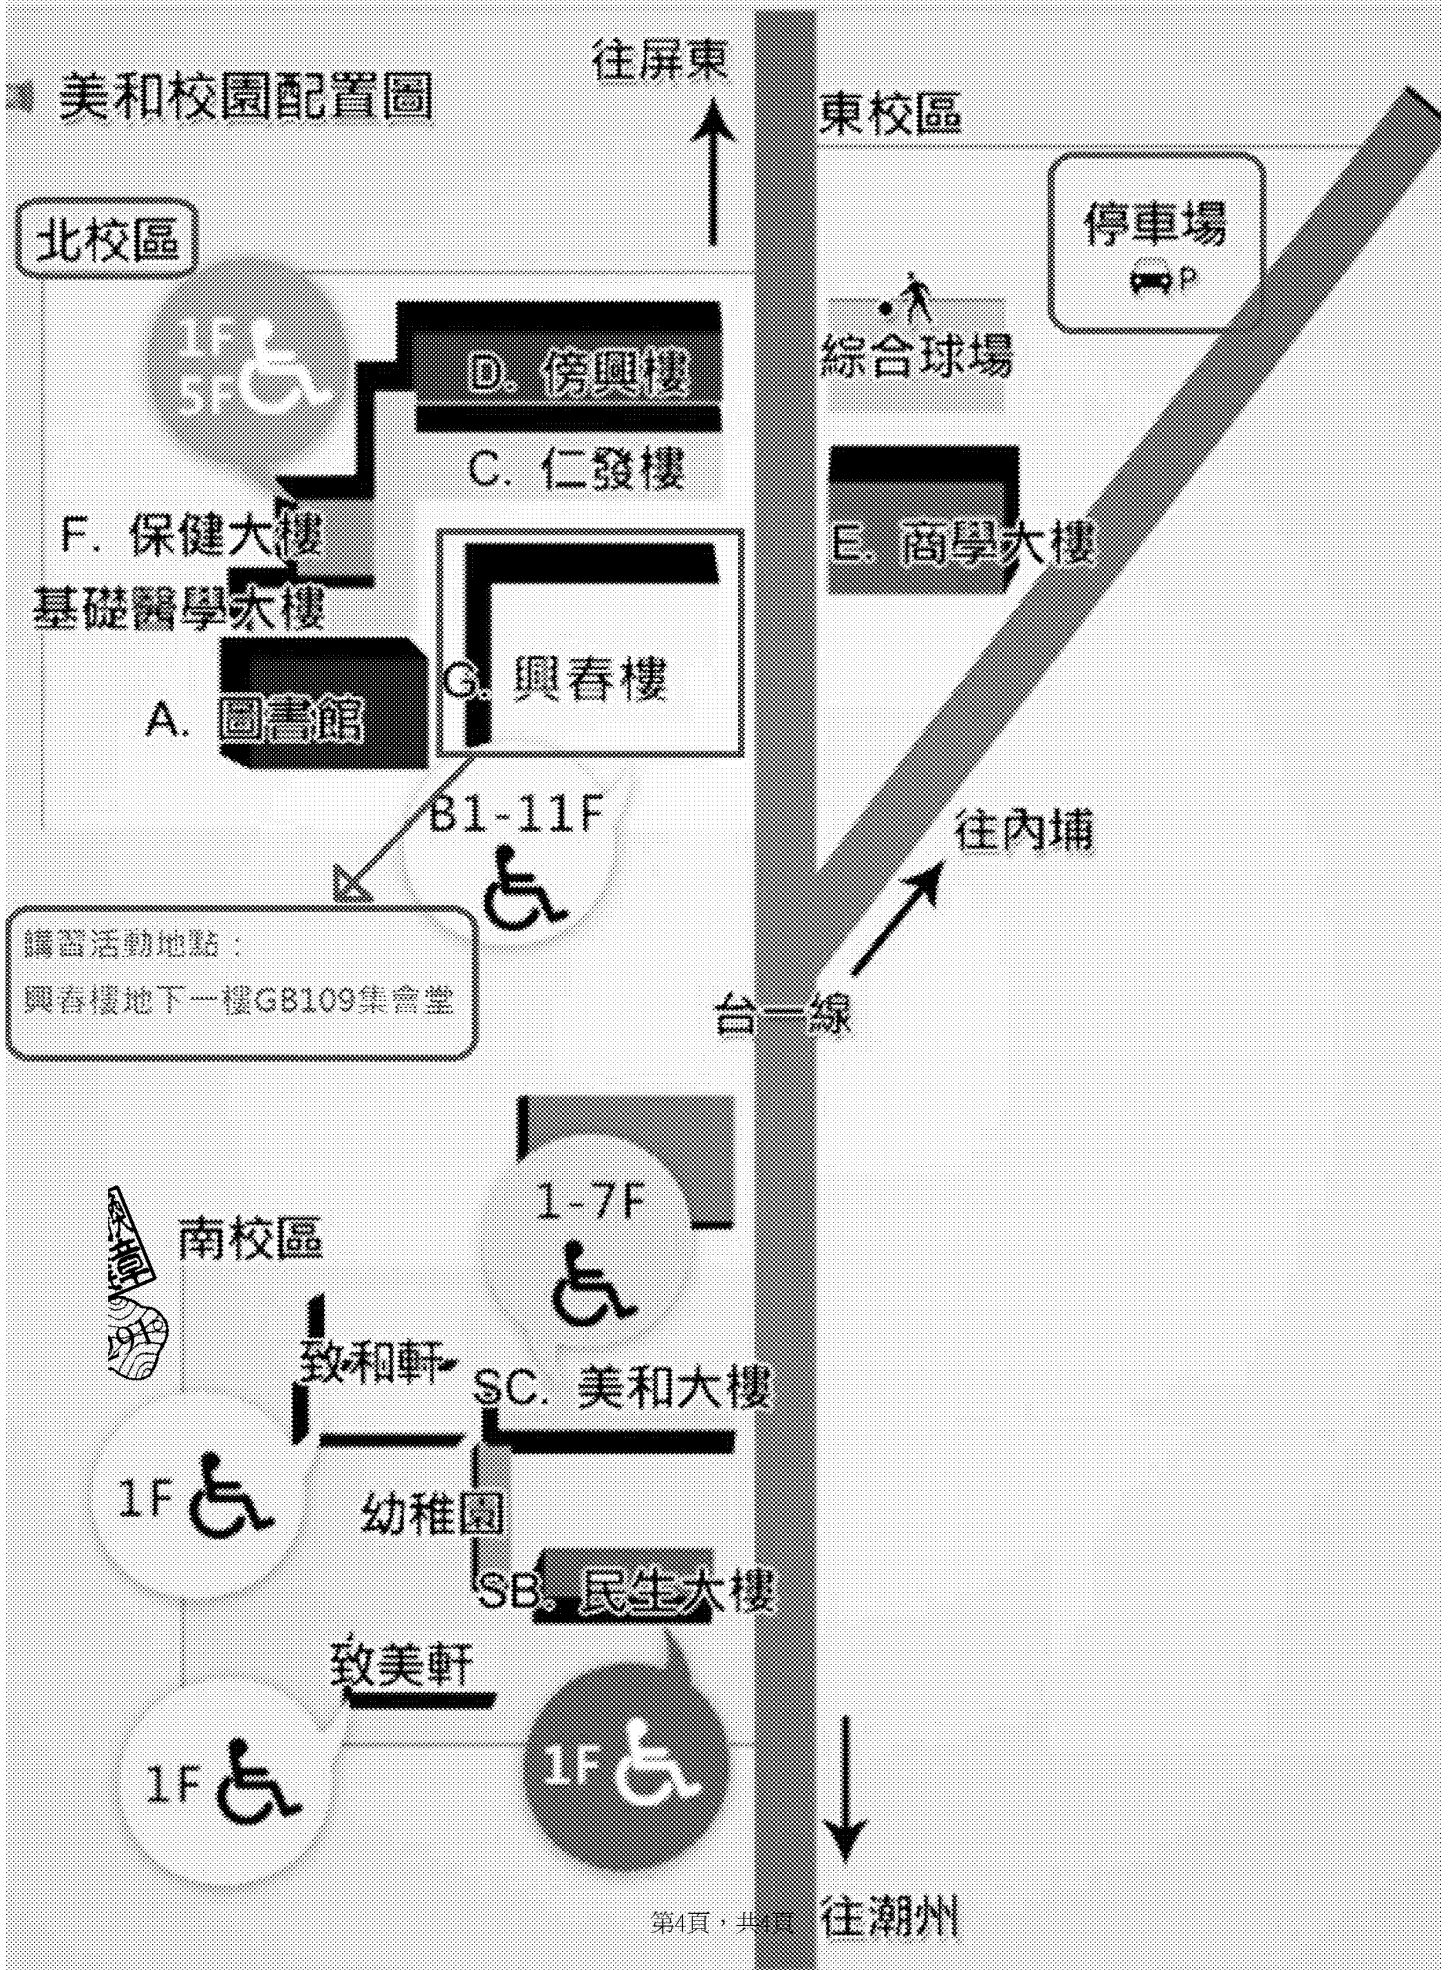 往屏東
美和校園配置圖
東校區
停車場
P
北校區
1F
5F
綜合球場
D. 傍興樓
C. 仁發樓
F. 保健大樓
E. 商學大樓
基礎醫學大樓
G. 興春樓
A. 圖書館
B1-11F
往內埔
講習活動地點：
興春樓地下一樓GB109集會堂
台一線
1-7F
南校區
致和軒
SC. 美和大樓
1F
幼稚園
SB. 民生大樓
致美軒
1F
1F
往潮州
第4頁，共4頁